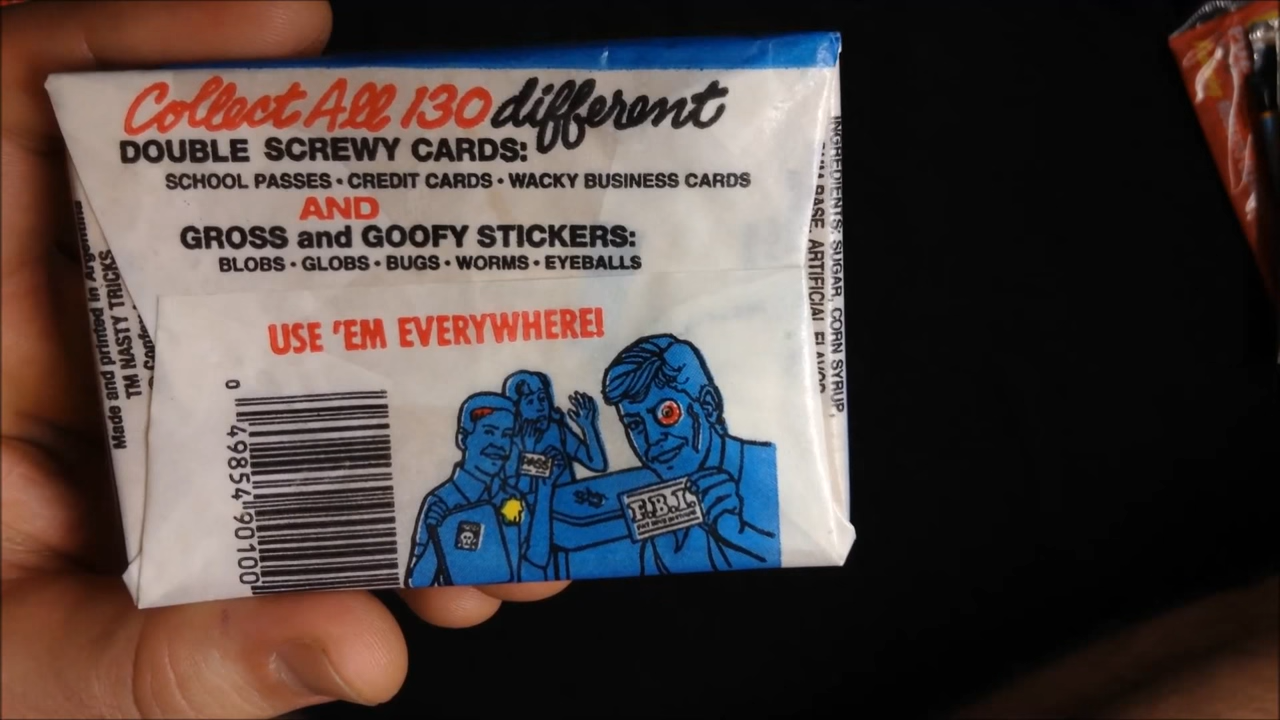 Collect All 130 different
DOUBLE SCREWY CARDS:
SCHOOL PASSES • CREDIT CARDS • WACKY BUSINESS CARDS
AND
GROSS and GOOFY STICKERS:
BLOBS • GLOBS • BUGS • WORMS • EYEBALLS
USE 'EM EVERYWHERE!
0 49854 90100
PASS
F.B.I.
INGREDIENTS: SUGAR, CORN SYRUP,
BASE, ARTIFICIAL FLAVOR
TM NASTY TRICKS
Made and printed in Argentina